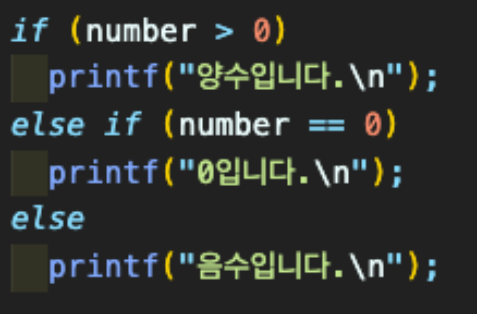 if (number > 0)
  printf("양수입니다.\n");
else if (number == 0)
  printf("0입니다.\n");
else
  printf("음수입니다.\n");